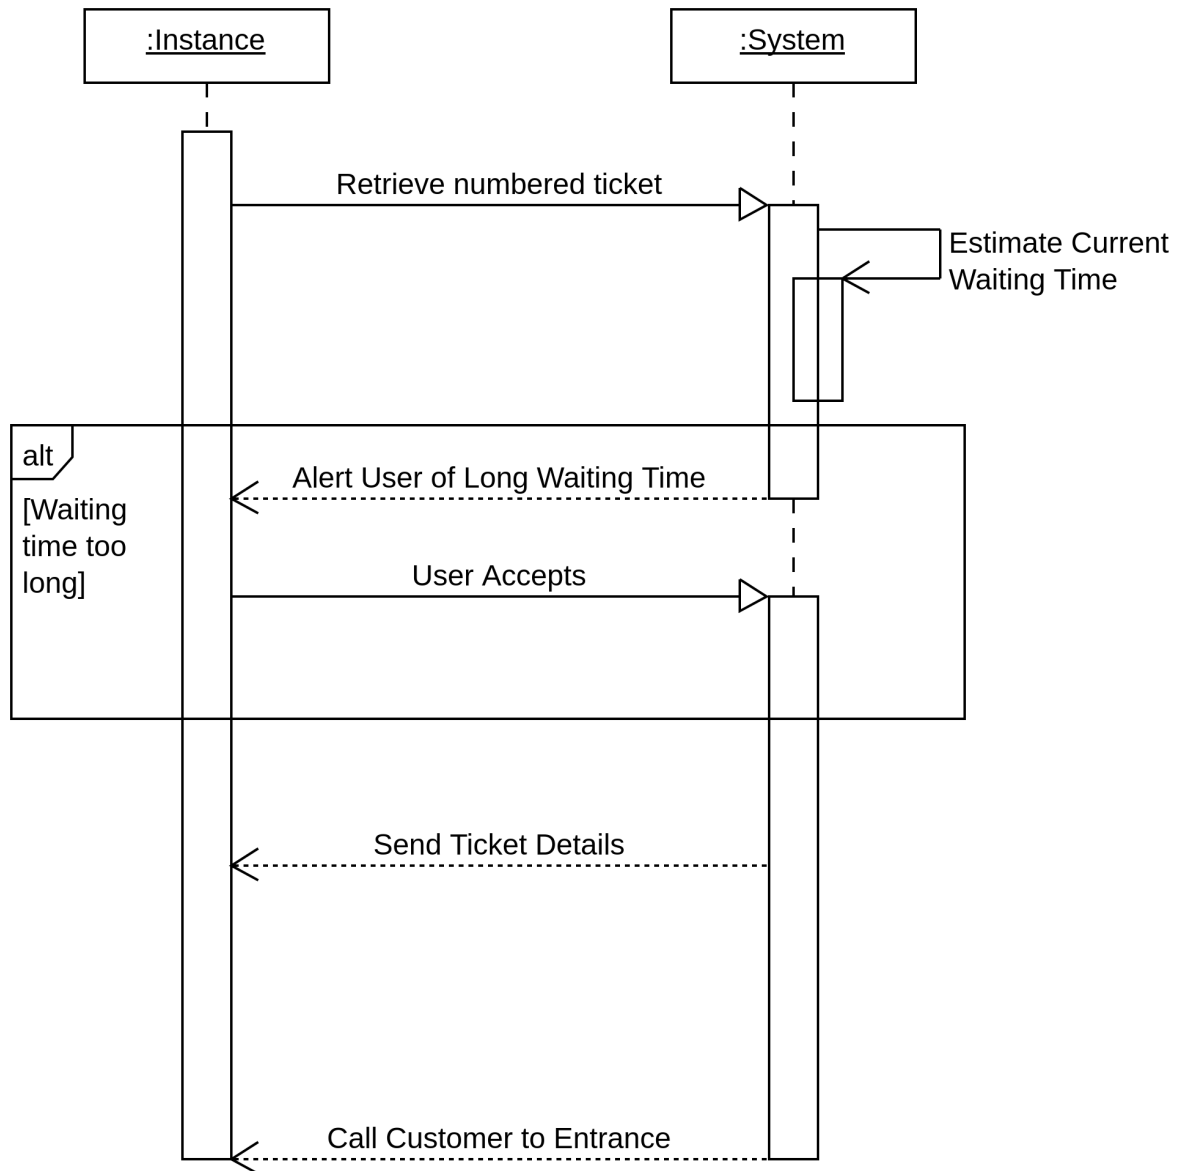 :Instance
:System
Retrieve numbered ticket
Estimate Current
Waiting Time
alt
Alert User of Long Waiting Time
[Waiting
time too
long]
User Accepts
Send Ticket Details
Call Customer to Entrance